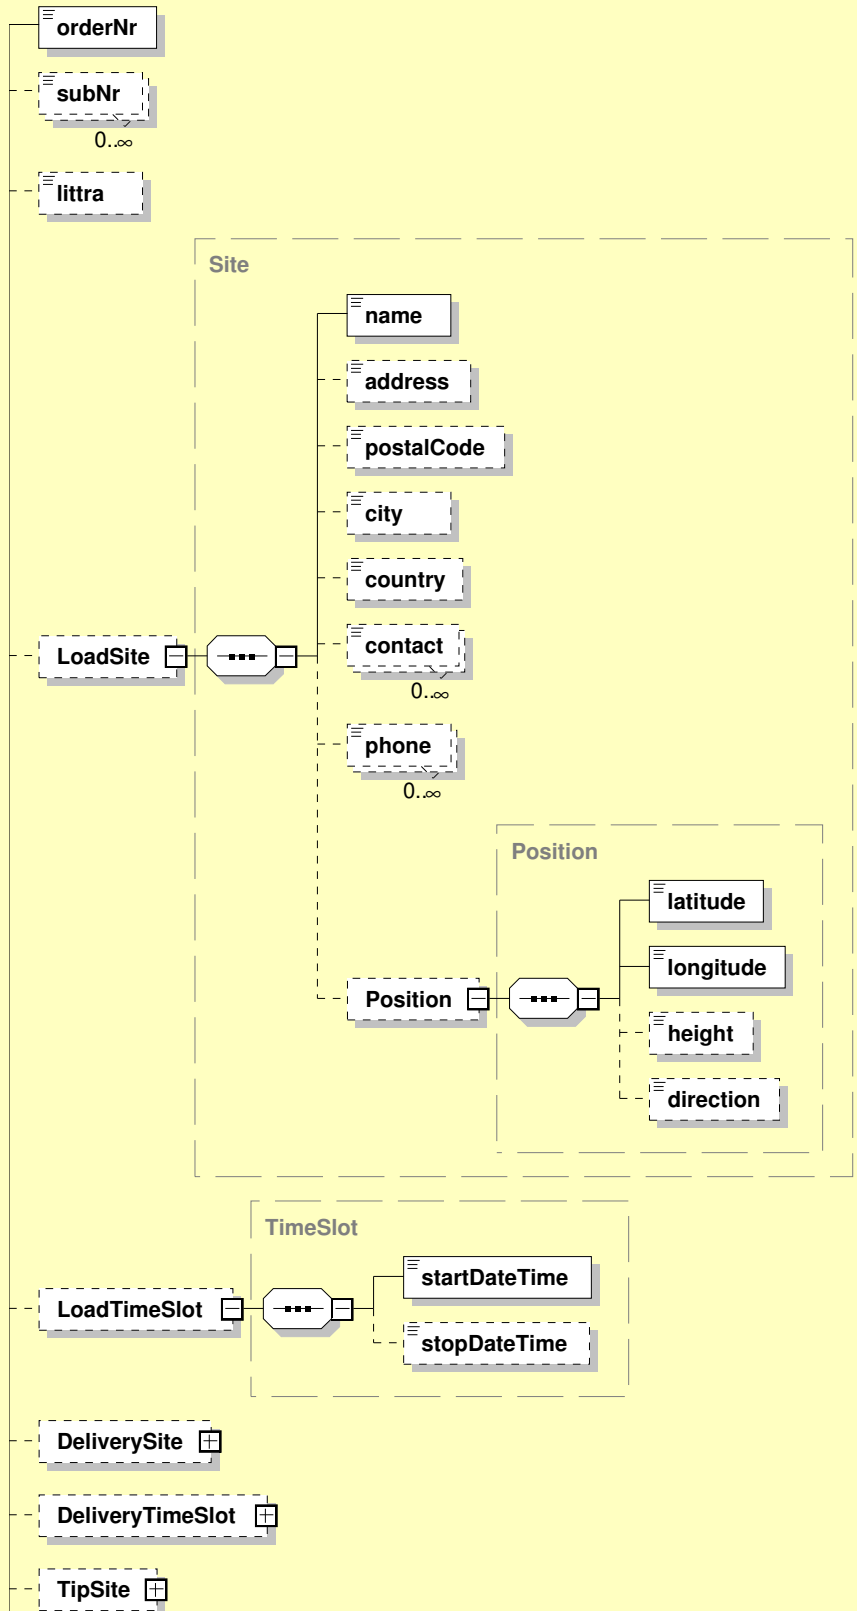 orderNr
subNr
0..∞
littra
Site
name
address
postalCode
city
country
LoadSite
contact
0..∞
phone
0..∞
Position
latitude
longitude
Position
height
direction
TimeSlot
startDateTime
LoadTimeSlot
stopDateTime
DeliverySite
DeliveryTimeSlot
TipSite